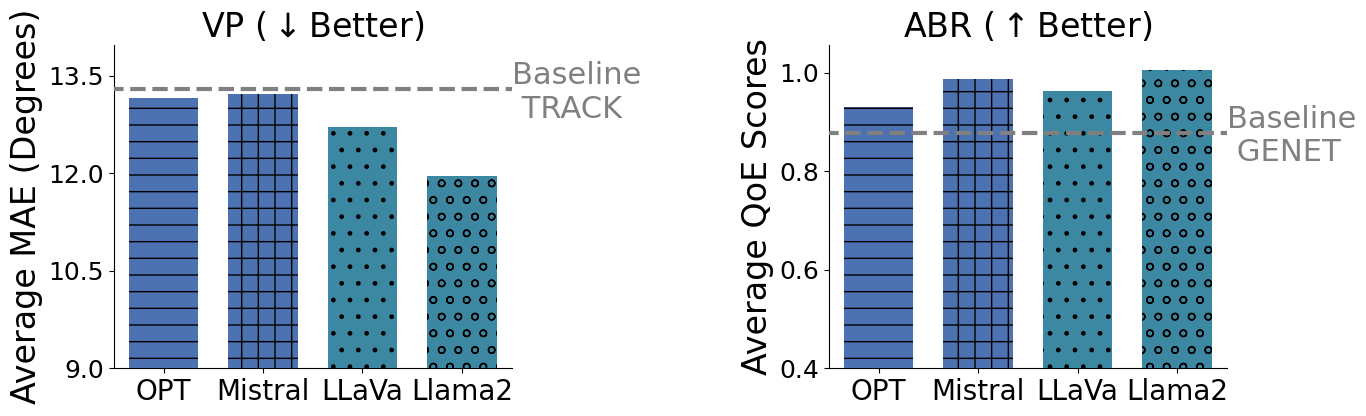 VP ( ↓ Better)
Average MAE (Degrees)
13.5
12.0
10.5
9.0
OPT Mistral LLaVa Llama2
Baseline
TRACK
ABR ( ↑ Better)
Average QoE Scores
1.0
0.8
0.6
0.4
OPT Mistral LLaVa Llama2
Baseline
GENET